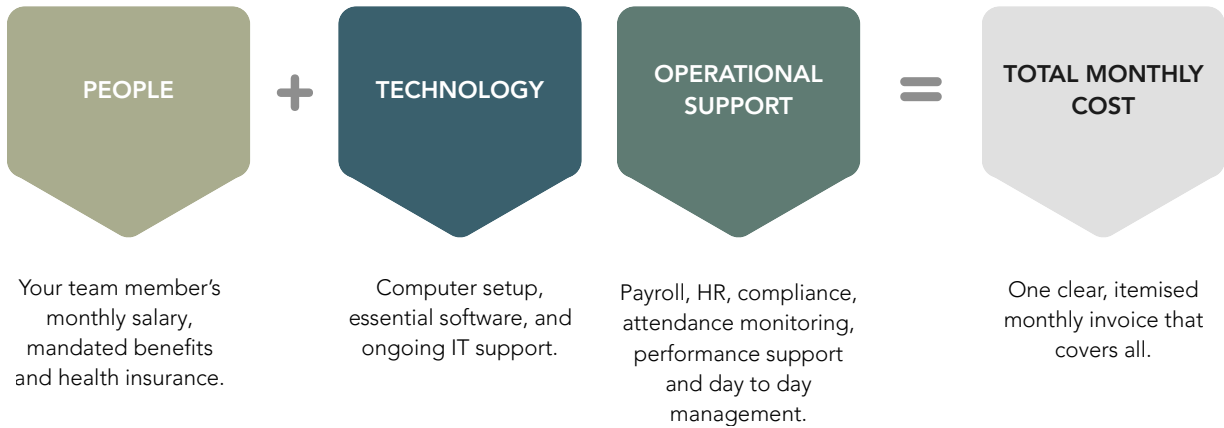 PEOPLE
+
TECHNOLOGY
OPERATIONAL
SUPPORT
=
TOTAL MONTHLY
COST
Your team member’s
monthly salary,
mandated benefits
and health insurance.
Computer setup,
essential software, and
ongoing IT support.
Payroll, HR, compliance,
attendance monitoring,
performance support
and day to day
management.
One clear, itemised
monthly invoice that
covers all.